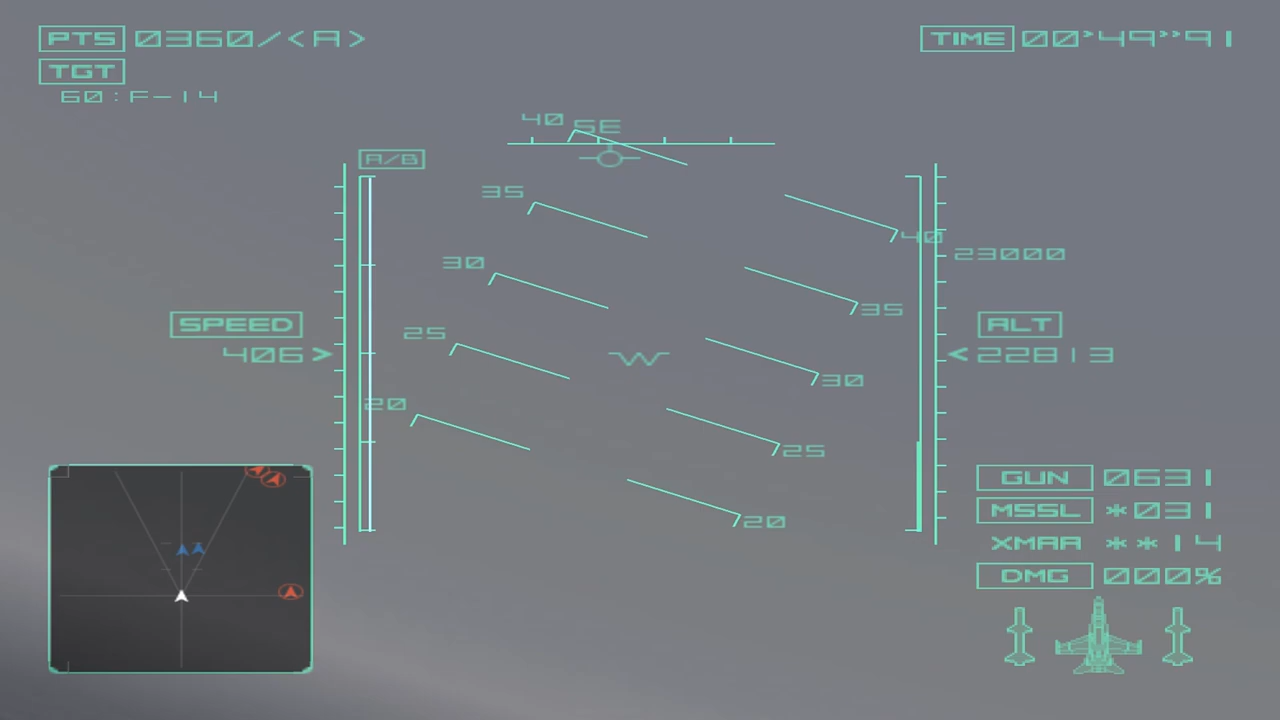 PTS 0360/<A>
TIME 00'49"91
TGT
60:F-14
40 SE
A/B
35
40
23000
30
35
SPEED
ALT
406>
<22813
25
30
20
25
GUN 0631
MSSL *031
20
XMAA **14
DMG 000%